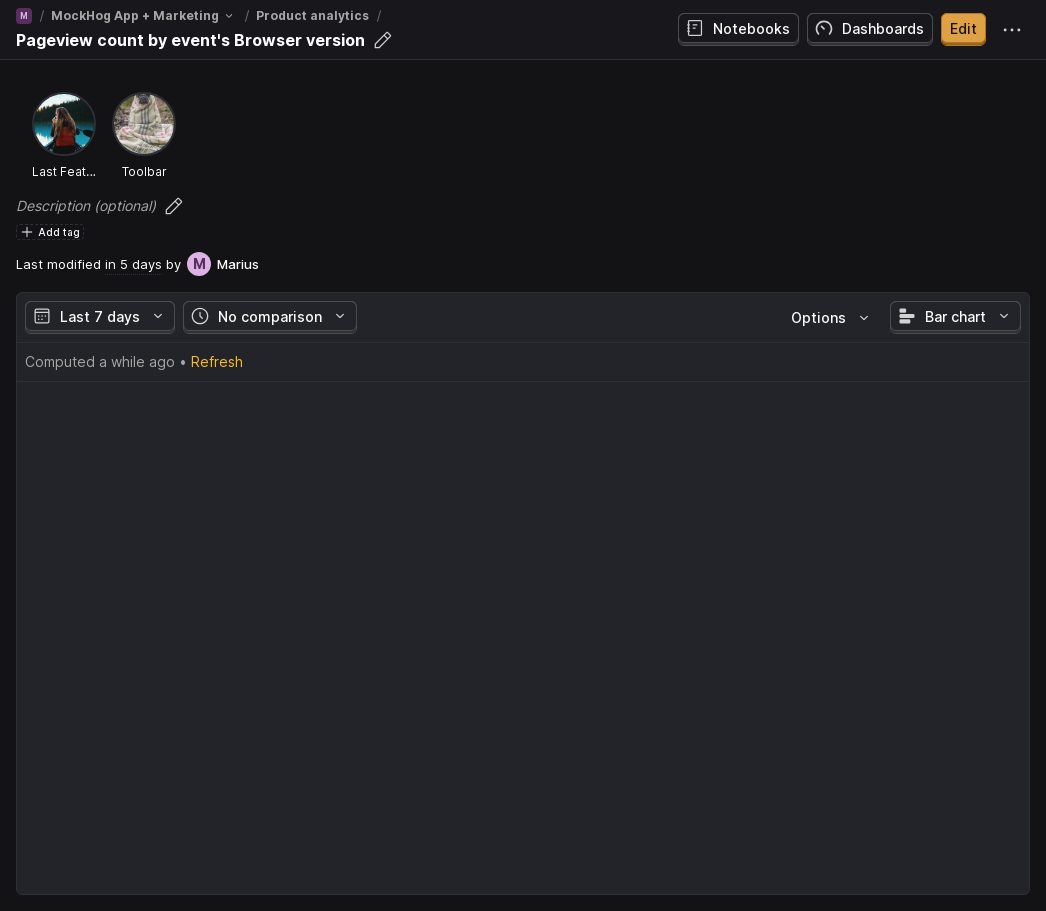 M / MockHog App + Marketing / Product analytics /
Pageview count by event's Browser version
Notebooks
Dashboards
Edit
Last Feat...
Toolbar
Description (optional)
Add tag
Last modified in 5 days by M Marius
Last 7 days
No comparison
Options
Bar chart
Computed a while ago • Refresh